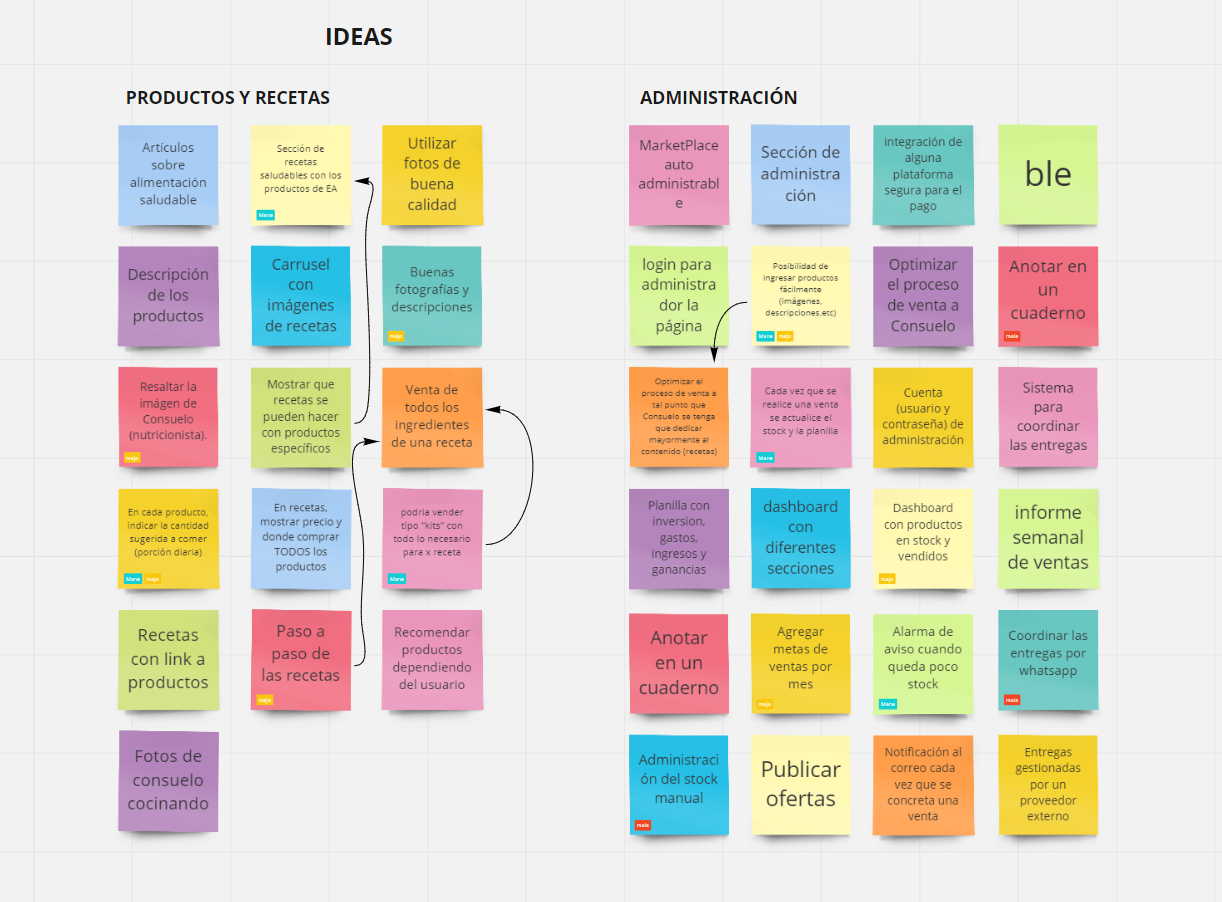 IDEAS
PRODUCTOS Y RECETAS
Artículos
sobre
alimentación
saludable
Sección de
recetas
saludables con los
productos de EA
Mane
Utilizar
fotos de
buena
calidad
Descripción
de los
productos
Carrusel
con
imágenes
de recetas
Buenas
fotografías y
descripciones
majo
Resaltar la
imágen de
Consuelo
(nutricionista).
majo
Mostrar que
recetas se
pueden hacer
con productos
específicos
Venta de
todos los
ingredientes
de una receta
En cada producto,
indicar la cantidad
sugerida a comer
(porción diaria)
Mane
majo
En recetas,
mostrar precio y
donde comprar
TODOS los
productos
podria vender
tipo "kits" con
todo lo necesario
para x receta
Mane
Recetas
con link a
productos
Paso a
paso de
las recetas
majo
Recomendar
productos
dependiendo
del usuario
Fotos de
consuelo
cocinando
ADMINISTRACIÓN
MarketPlace
auto
administrabl
e
Sección de
administra
ción
integración de
alguna
plataforma
segura para el
pago
ble
login para
administra
dor la
página
Posibilidad de
ingresar productos
fácilmente
(imágenes,
descripciones.etc)
Mane
majo
Optimizar
el proceso
de venta a
Consuelo
Anotar en
un
cuaderno
mala
Optimizar el
proceso de venta a
tal punto que
Consuelo se tenga
que dedicar
mayormente al
contenido (recetas)
Cada vez que se
realice una venta
se actualice el
stock y la planilla
Mane
Cuenta
(usuario y
contraseña) de
administración
Sistema
para
coordinar
las entregas
Planilla con
inversion,
gastos,
ingresos y
ganancias
dashboard
con
diferentes
secciones
Dashboard
con productos
en stock y
vendidos
majo
informe
semanal
de ventas
Anotar
en un
cuaderno
Agregar
metas de
ventas por
mes
majo
Alarma de
aviso cuando
queda poco
stock
Mane
Coordinar las
entregas por
whatsapp
mala
Administraci
ón del stock
manual
mala
Publicar
ofertas
Notificación al
correo cada
vez que se
concreta una
venta
Entregas
gestionadas
por un
proveedor
externo